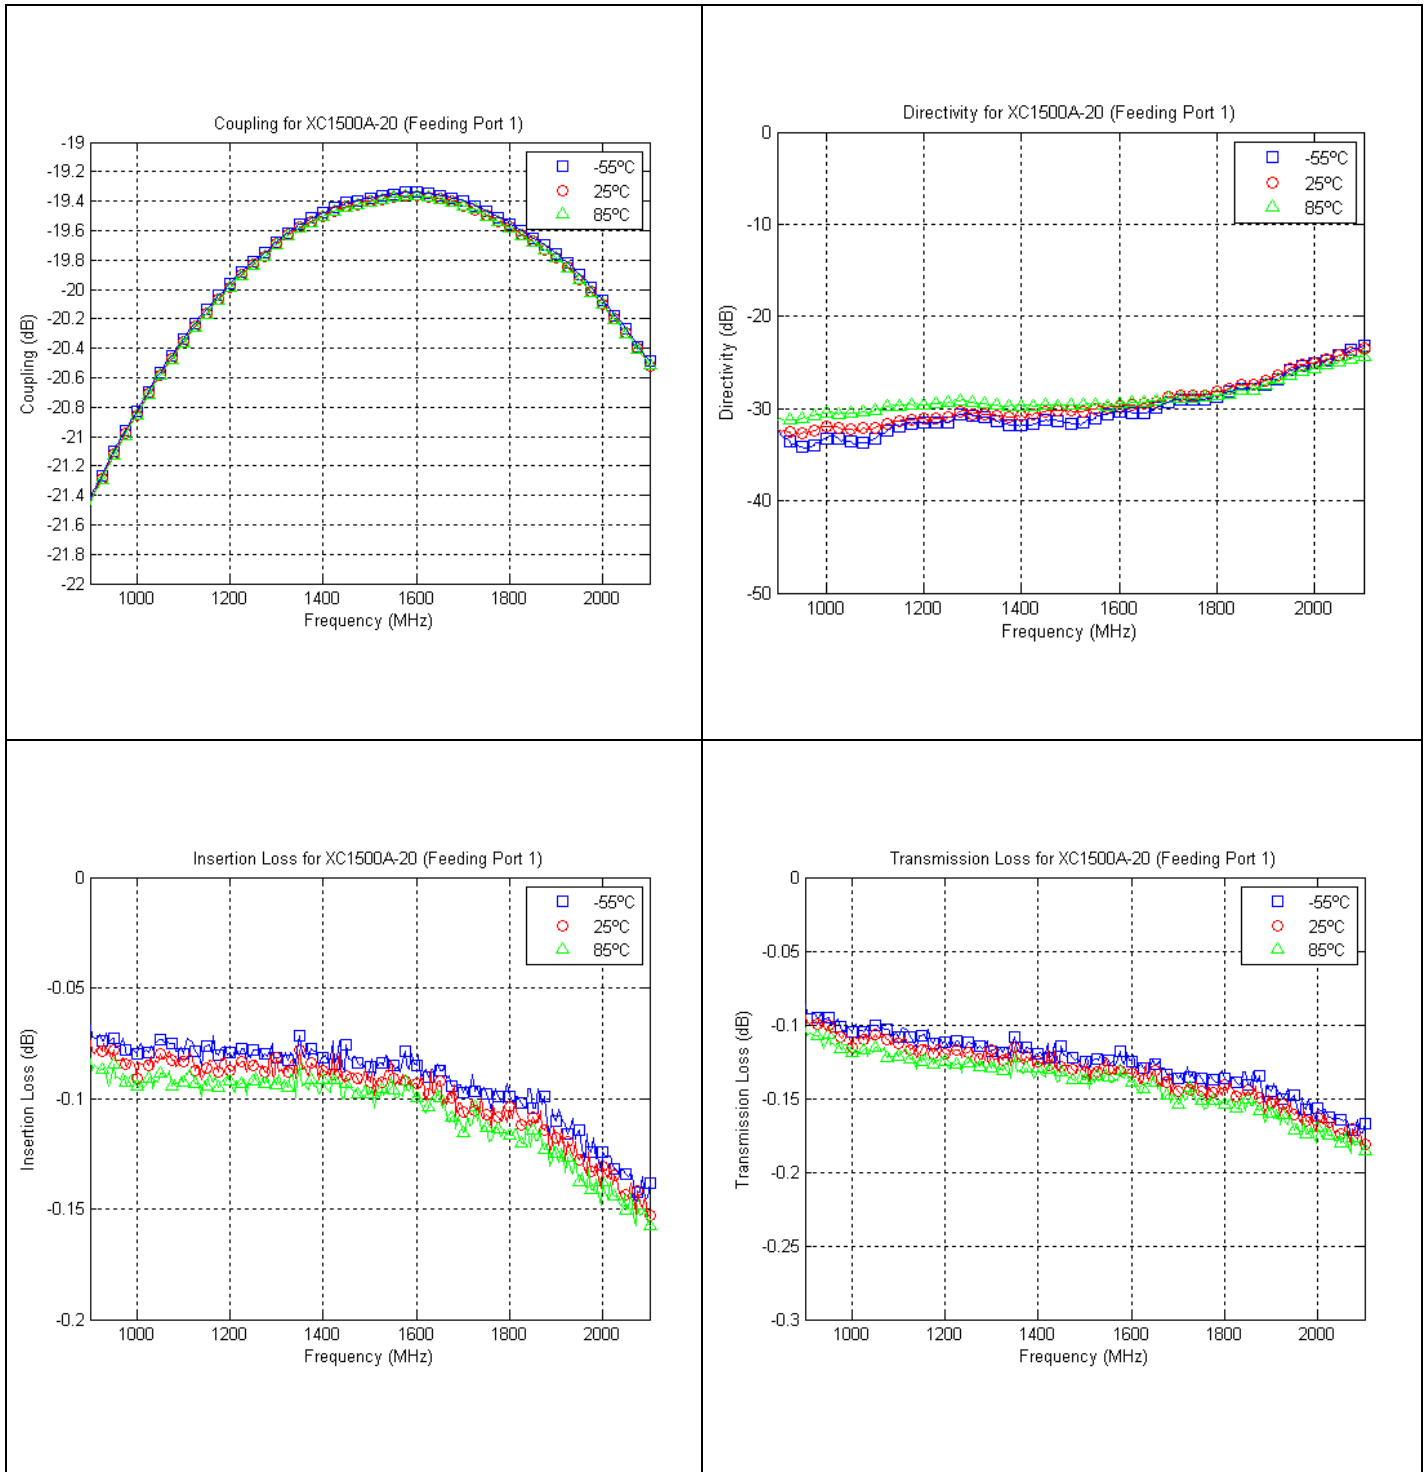 Coupling for XC1500A-20 (Feeding Port 1)
-19
-19.2
-19.4
-19.6
-19.8
-20
-20.2
-20.4
-20.6
-20.8
-21
-21.2
-21.4
-21.6
-21.8
-22
Coupling (dB)
-55ºC
25ºC
85ºC
1000 1200 1400 1600 1800 2000
Frequency (MHz)
Directivity for XC1500A-20 (Feeding Port 1)
0
-10
-20
-30
-40
-50
Directivity (dB)
-55ºC
25ºC
85ºC
1000 1200 1400 1600 1800 2000
Frequency (MHz)
Insertion Loss for XC1500A-20 (Feeding Port 1)
0
-0.05
-0.1
-0.15
-0.2
Insertion Loss (dB)
-55ºC
25ºC
85ºC
1000 1200 1400 1600 1800 2000
Frequency (MHz)
Transmission Loss for XC1500A-20 (Feeding Port 1)
0
-0.05
-0.1
-0.15
-0.2
-0.25
-0.3
Transmission Loss (dB)
-55ºC
25ºC
85ºC
1000 1200 1400 1600 1800 2000
Frequency (MHz)